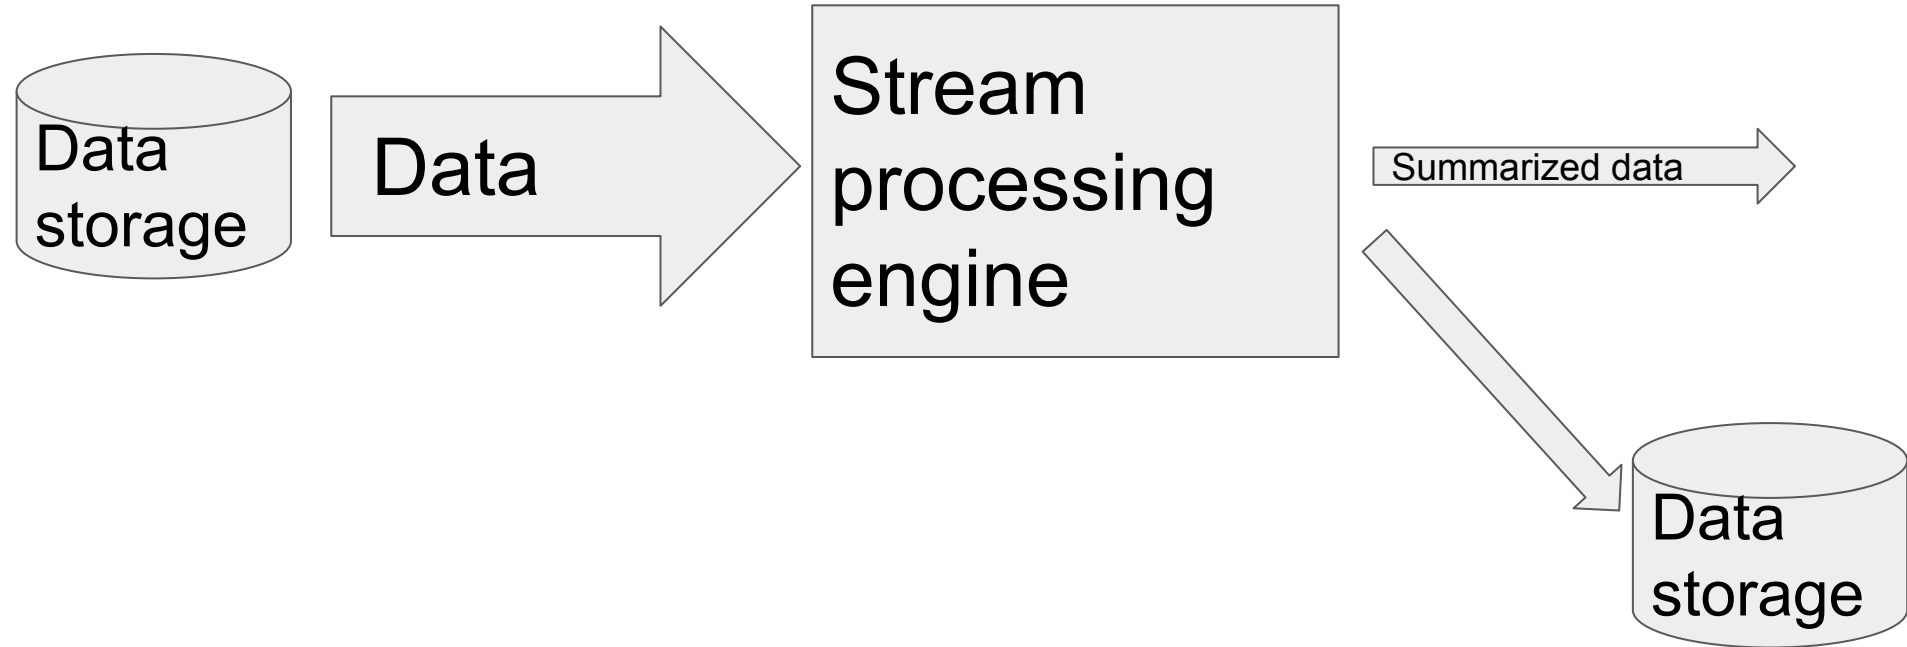 Data
storage
Data
Stream
processing
engine
Summarized data
Data
storage